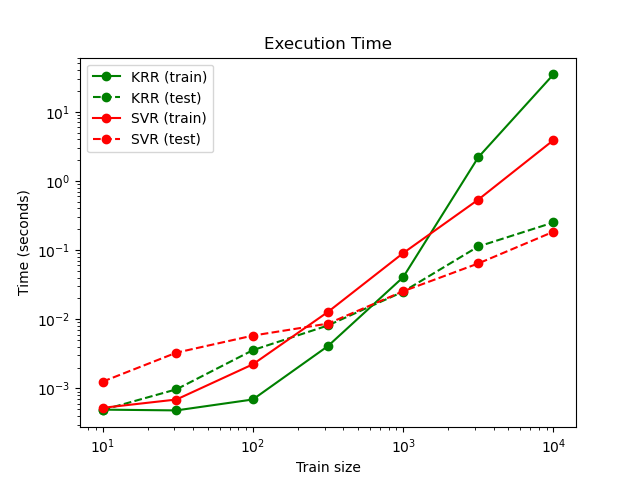 Execution Time
KRR (train)
KRR (test)
SVR (train)
SVR (test)
10¹
10⁰
10⁻¹
10⁻²
10⁻³
Time (seconds)
10¹ 10² 10³ 10⁴
Train size